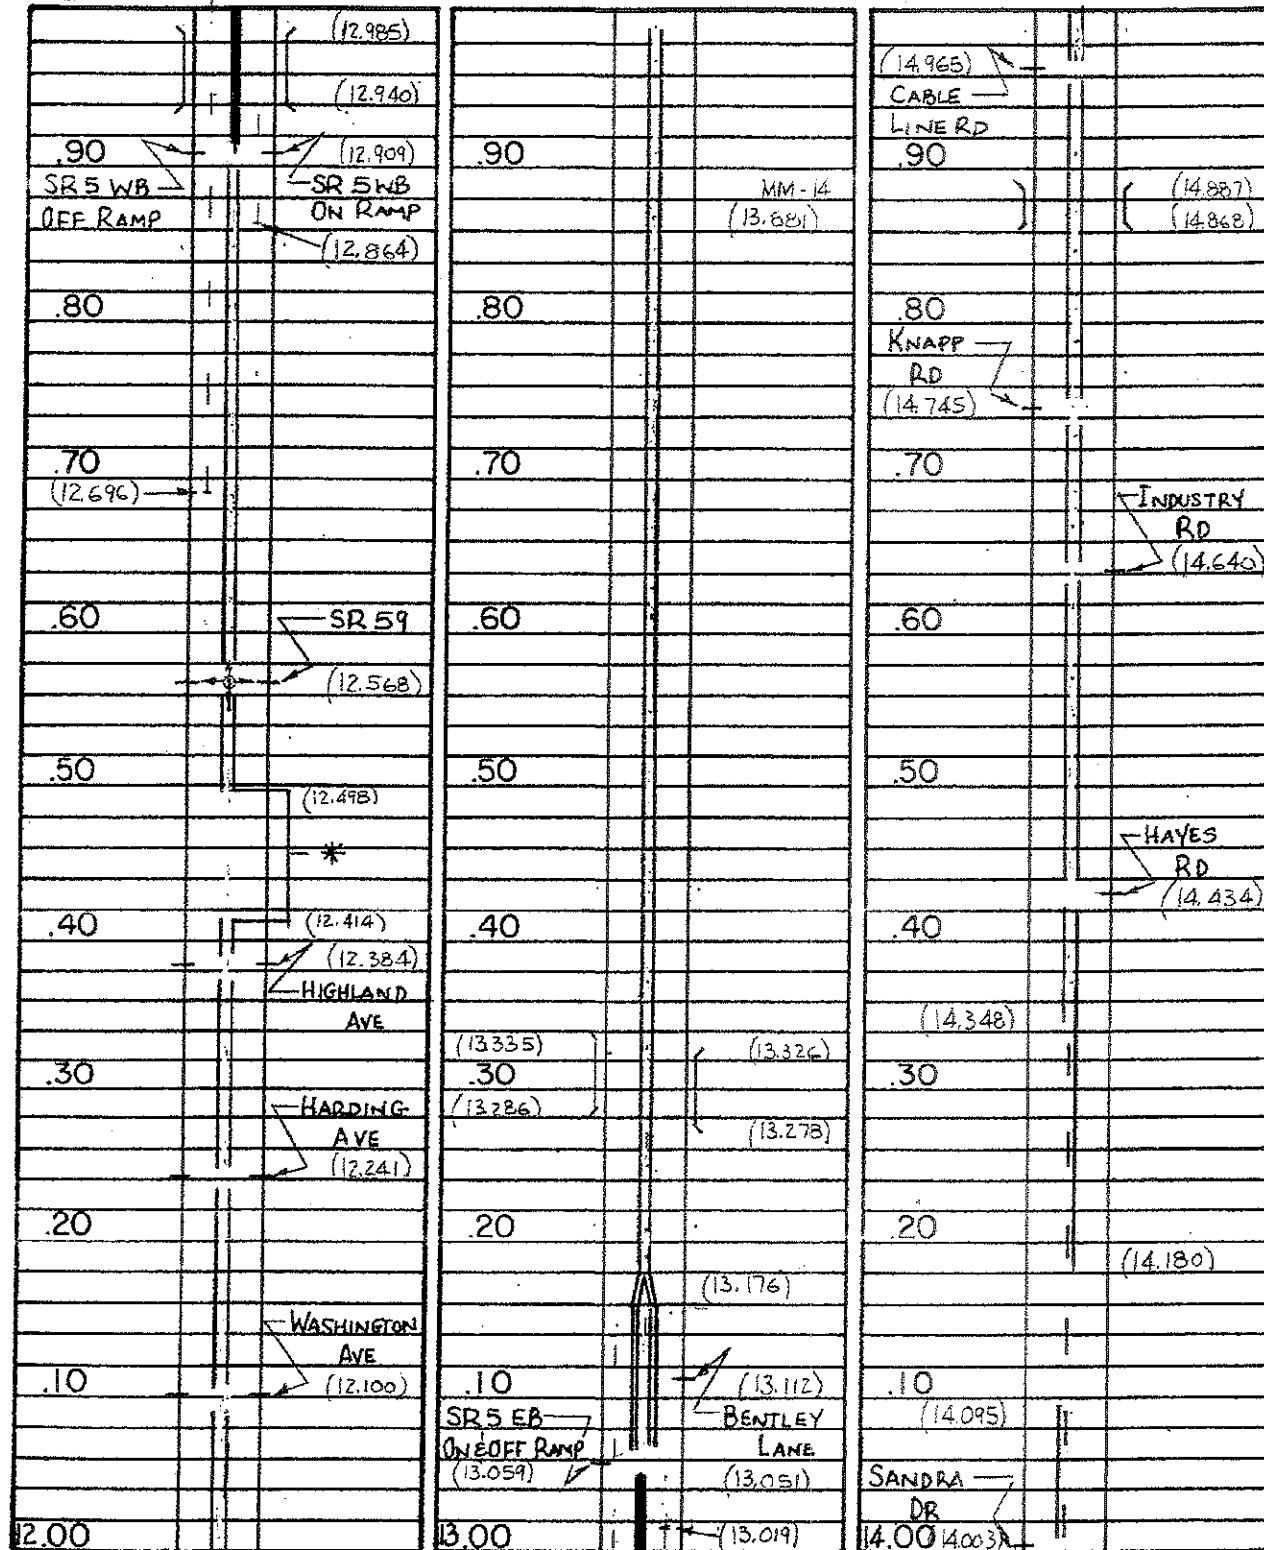 (12.985)
(12.940)
.90
(12.909)
SR 5 WB
OFF RAMP
SR 5 WB
ON RAMP
(12.864)
.80
.70
(12.696)
.60
SR 59
(12.568)
.50
(12.498)
*
.40
(12.414)
(12.384)
HIGHLAND
AVE
.30
HARDING
AVE
(12.241)
.20
WASHINGTON
AVE
.10
(12.100)
12.00
.90
MM-14
(13.881)
.80
.70
.60
.50
.40
(13.335)
(13.326)
.30
(13.286)
(13.278)
.20
(13.176)
.10
(13.112)
SR 5 EB
ON & OFF RAMP
(13.059)
BENTLEY
LANE
(13.051)
13.00
(13.019)
(14.965)
CABLE
LINE RD
.90
(14.887)
(14.868)
.80
KNAPP
RD
(14.745)
.70
INDUSTRY
RD
(14.640)
.60
.50
HAYES
RD
(14.434)
.40
(14.348)
.30
.20
(14.180)
.10
(14.095)
SANDRA
DR
14.00
(14.003)